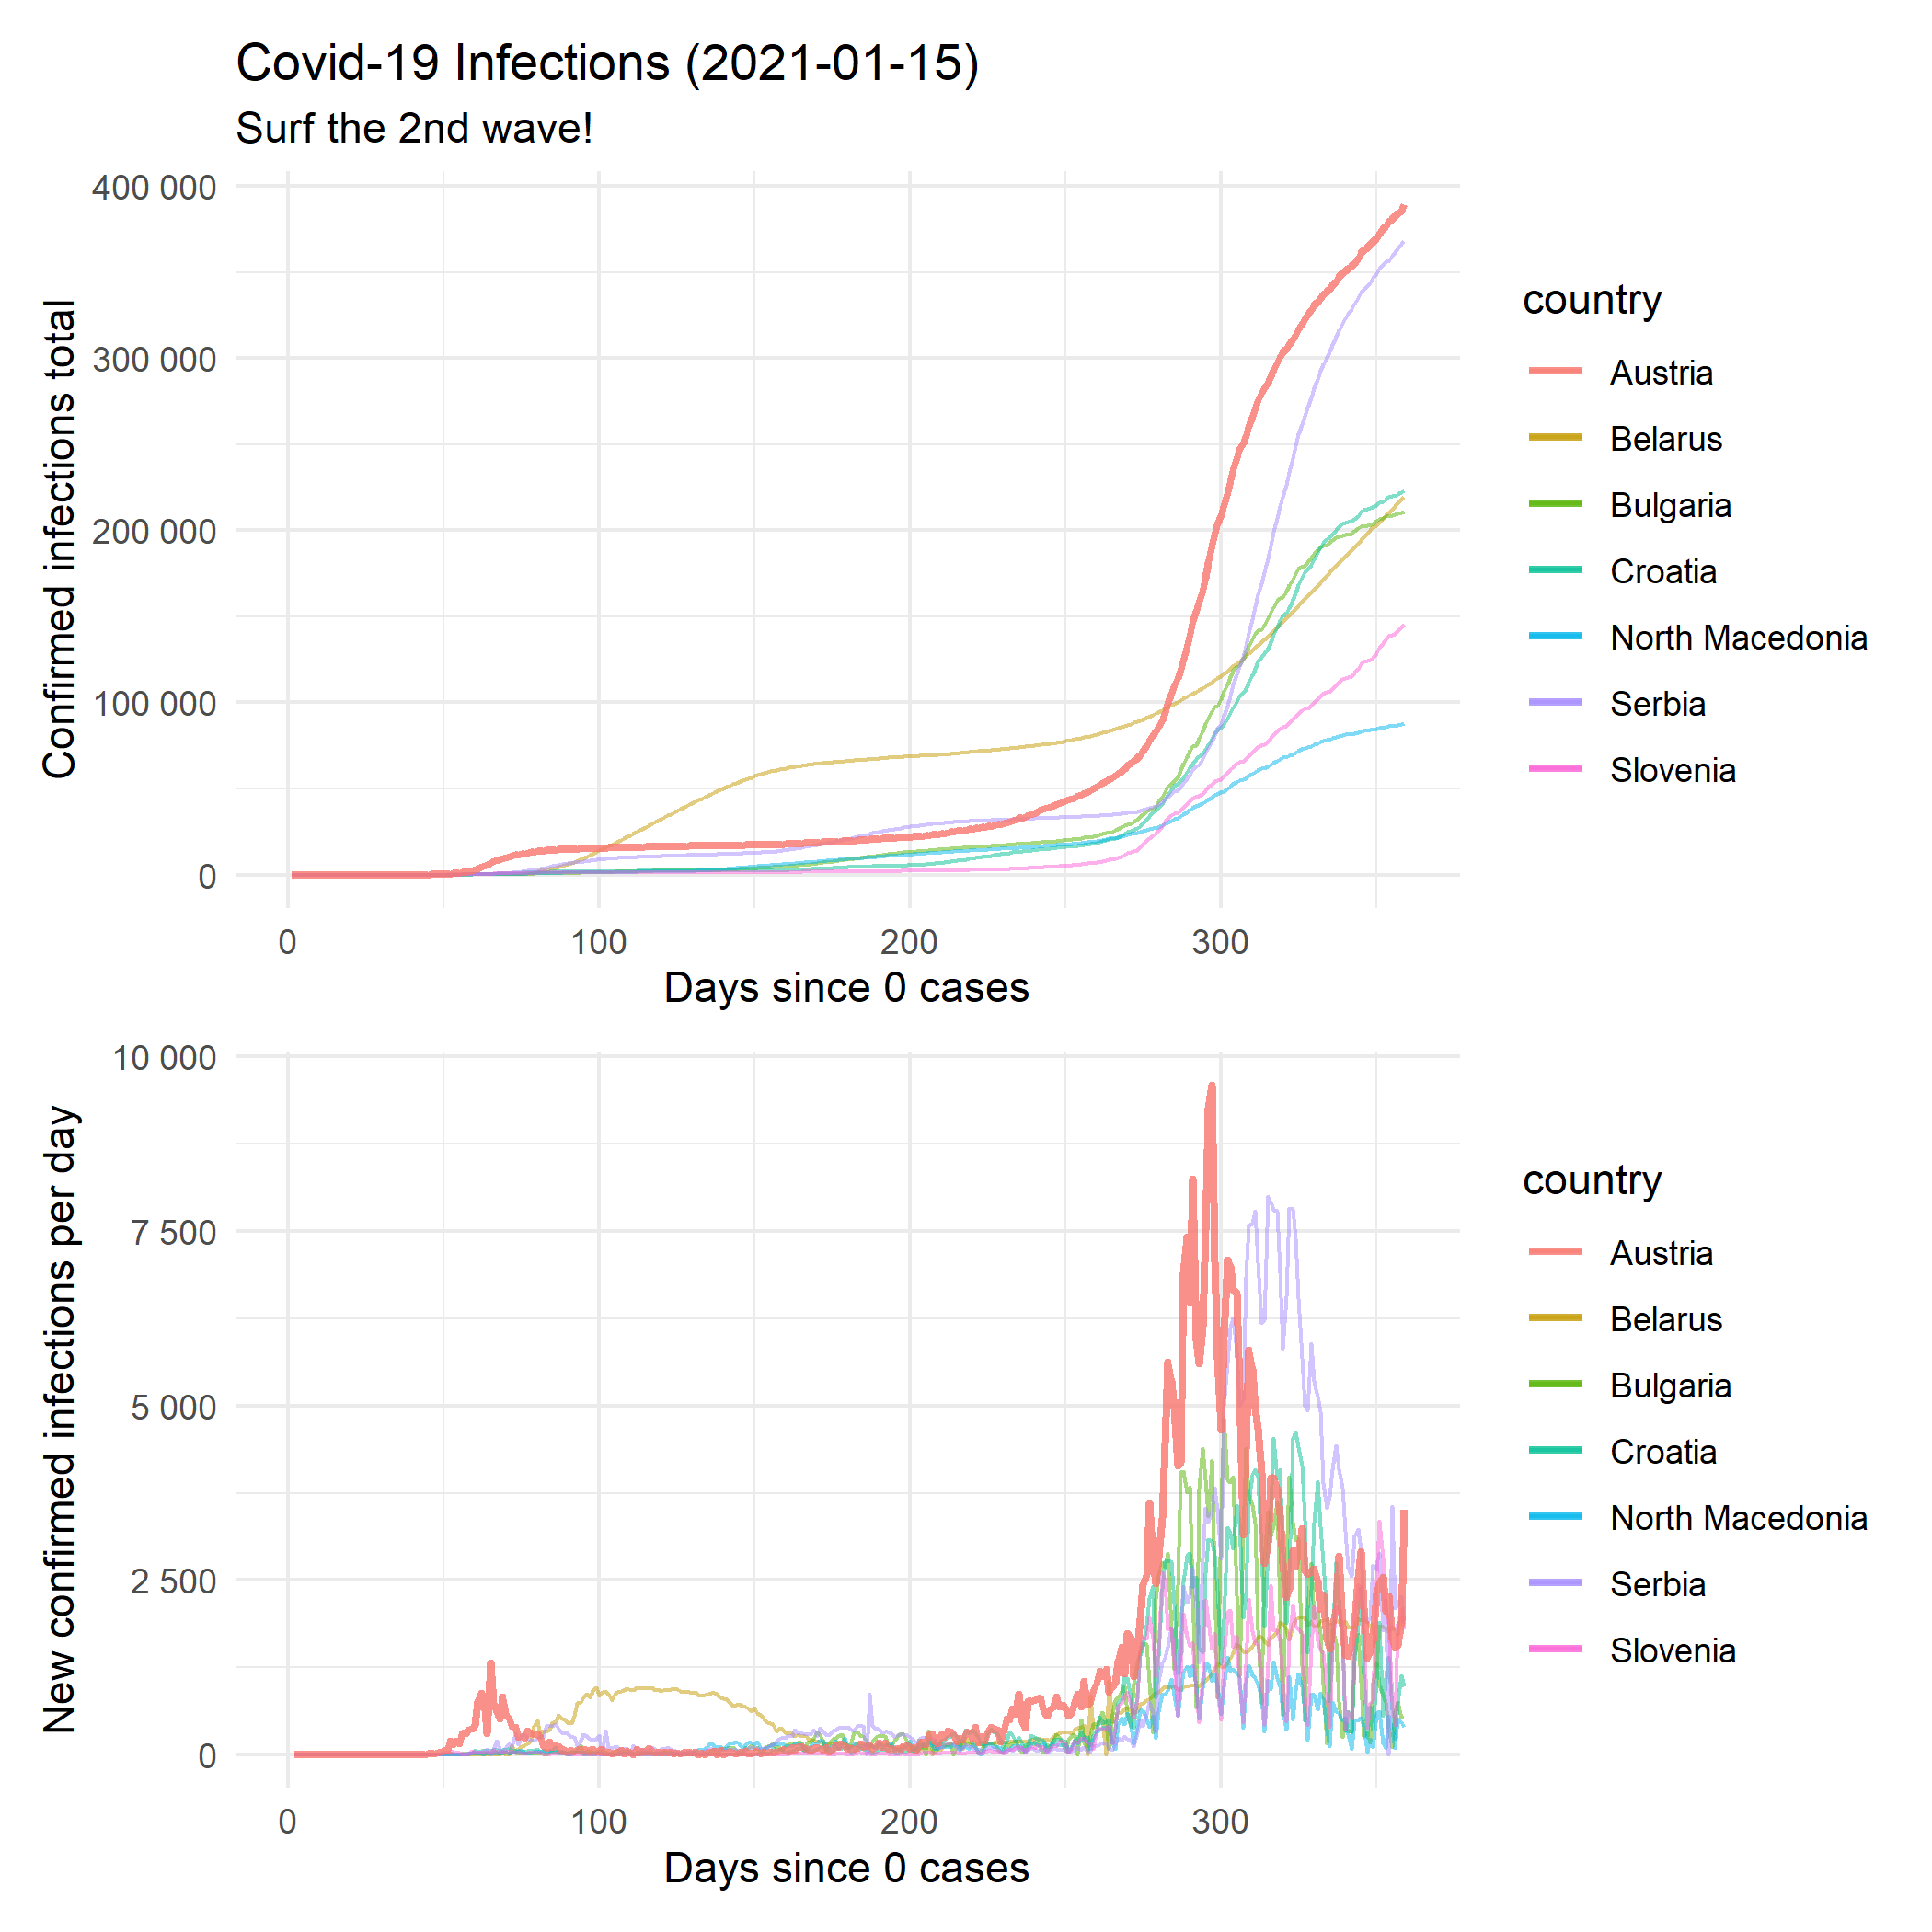 Covid-19 Infections (2021-01-15)
Surf the 2nd wave!
Confirmed infections total
400 000
300 000
200 000
100 000
0
0 100 200 300
Days since 0 cases
country
Austria
Belarus
Bulgaria
Croatia
North Macedonia
Serbia
Slovenia
New confirmed infections per day
10 000
7 500
5 000
2 500
0
0 100 200 300
Days since 0 cases
country
Austria
Belarus
Bulgaria
Croatia
North Macedonia
Serbia
Slovenia